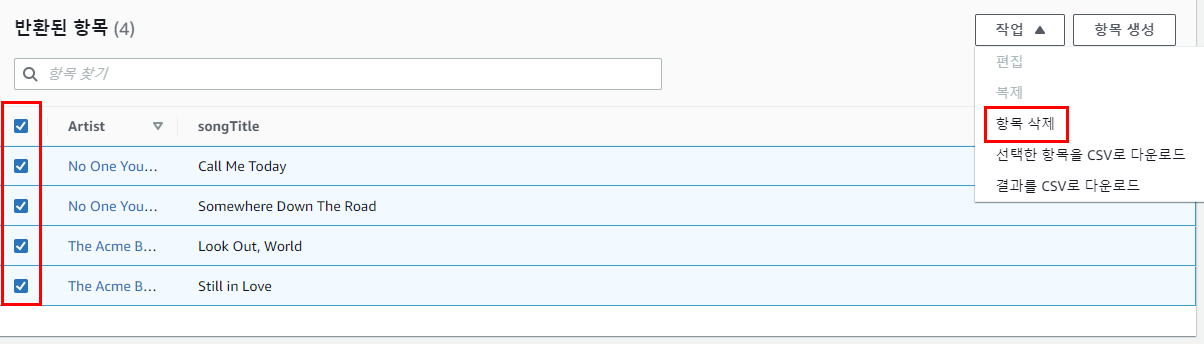 반환된 항목 (4)
작업 ▲ 항목 생성
편집
복제
항목 삭제
선택한 항목을 CSV로 다운로드
결과를 CSV로 다운로드
항목 찾기
Artist songTitle
No One You... Call Me Today
No One You... Somewhere Down The Road
The Acme B... Look Out, World
The Acme B... Still in Love